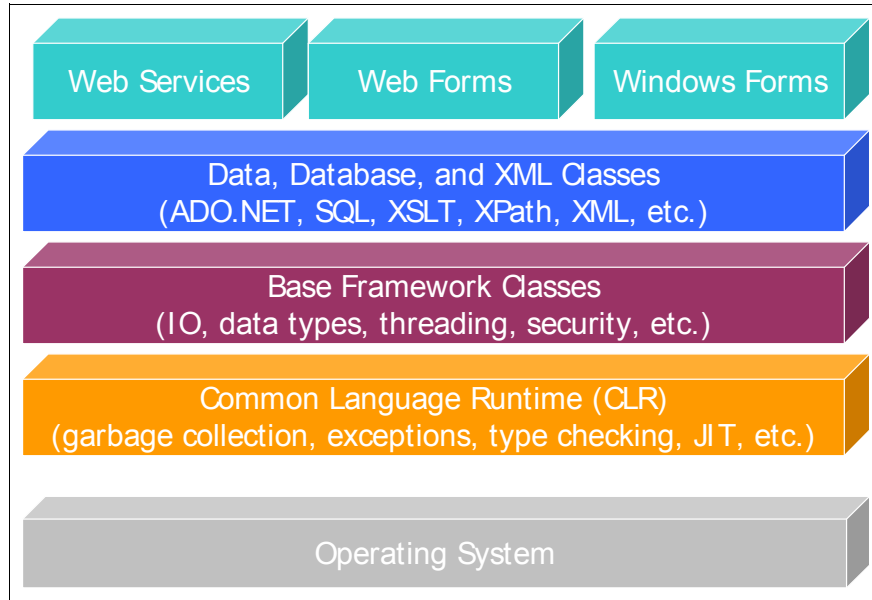 Web Services
Web Forms
Windows Forms
Data, Database, and XML Classes
(ADO.NET, SQL, XSLT, XPath, XML, etc.)
Base Framework Classes
(IO, data types, threading, security, etc.)
Common Language Runtime (CLR)
(garbage collection, exceptions, type checking, JIT, etc.)
Operating System